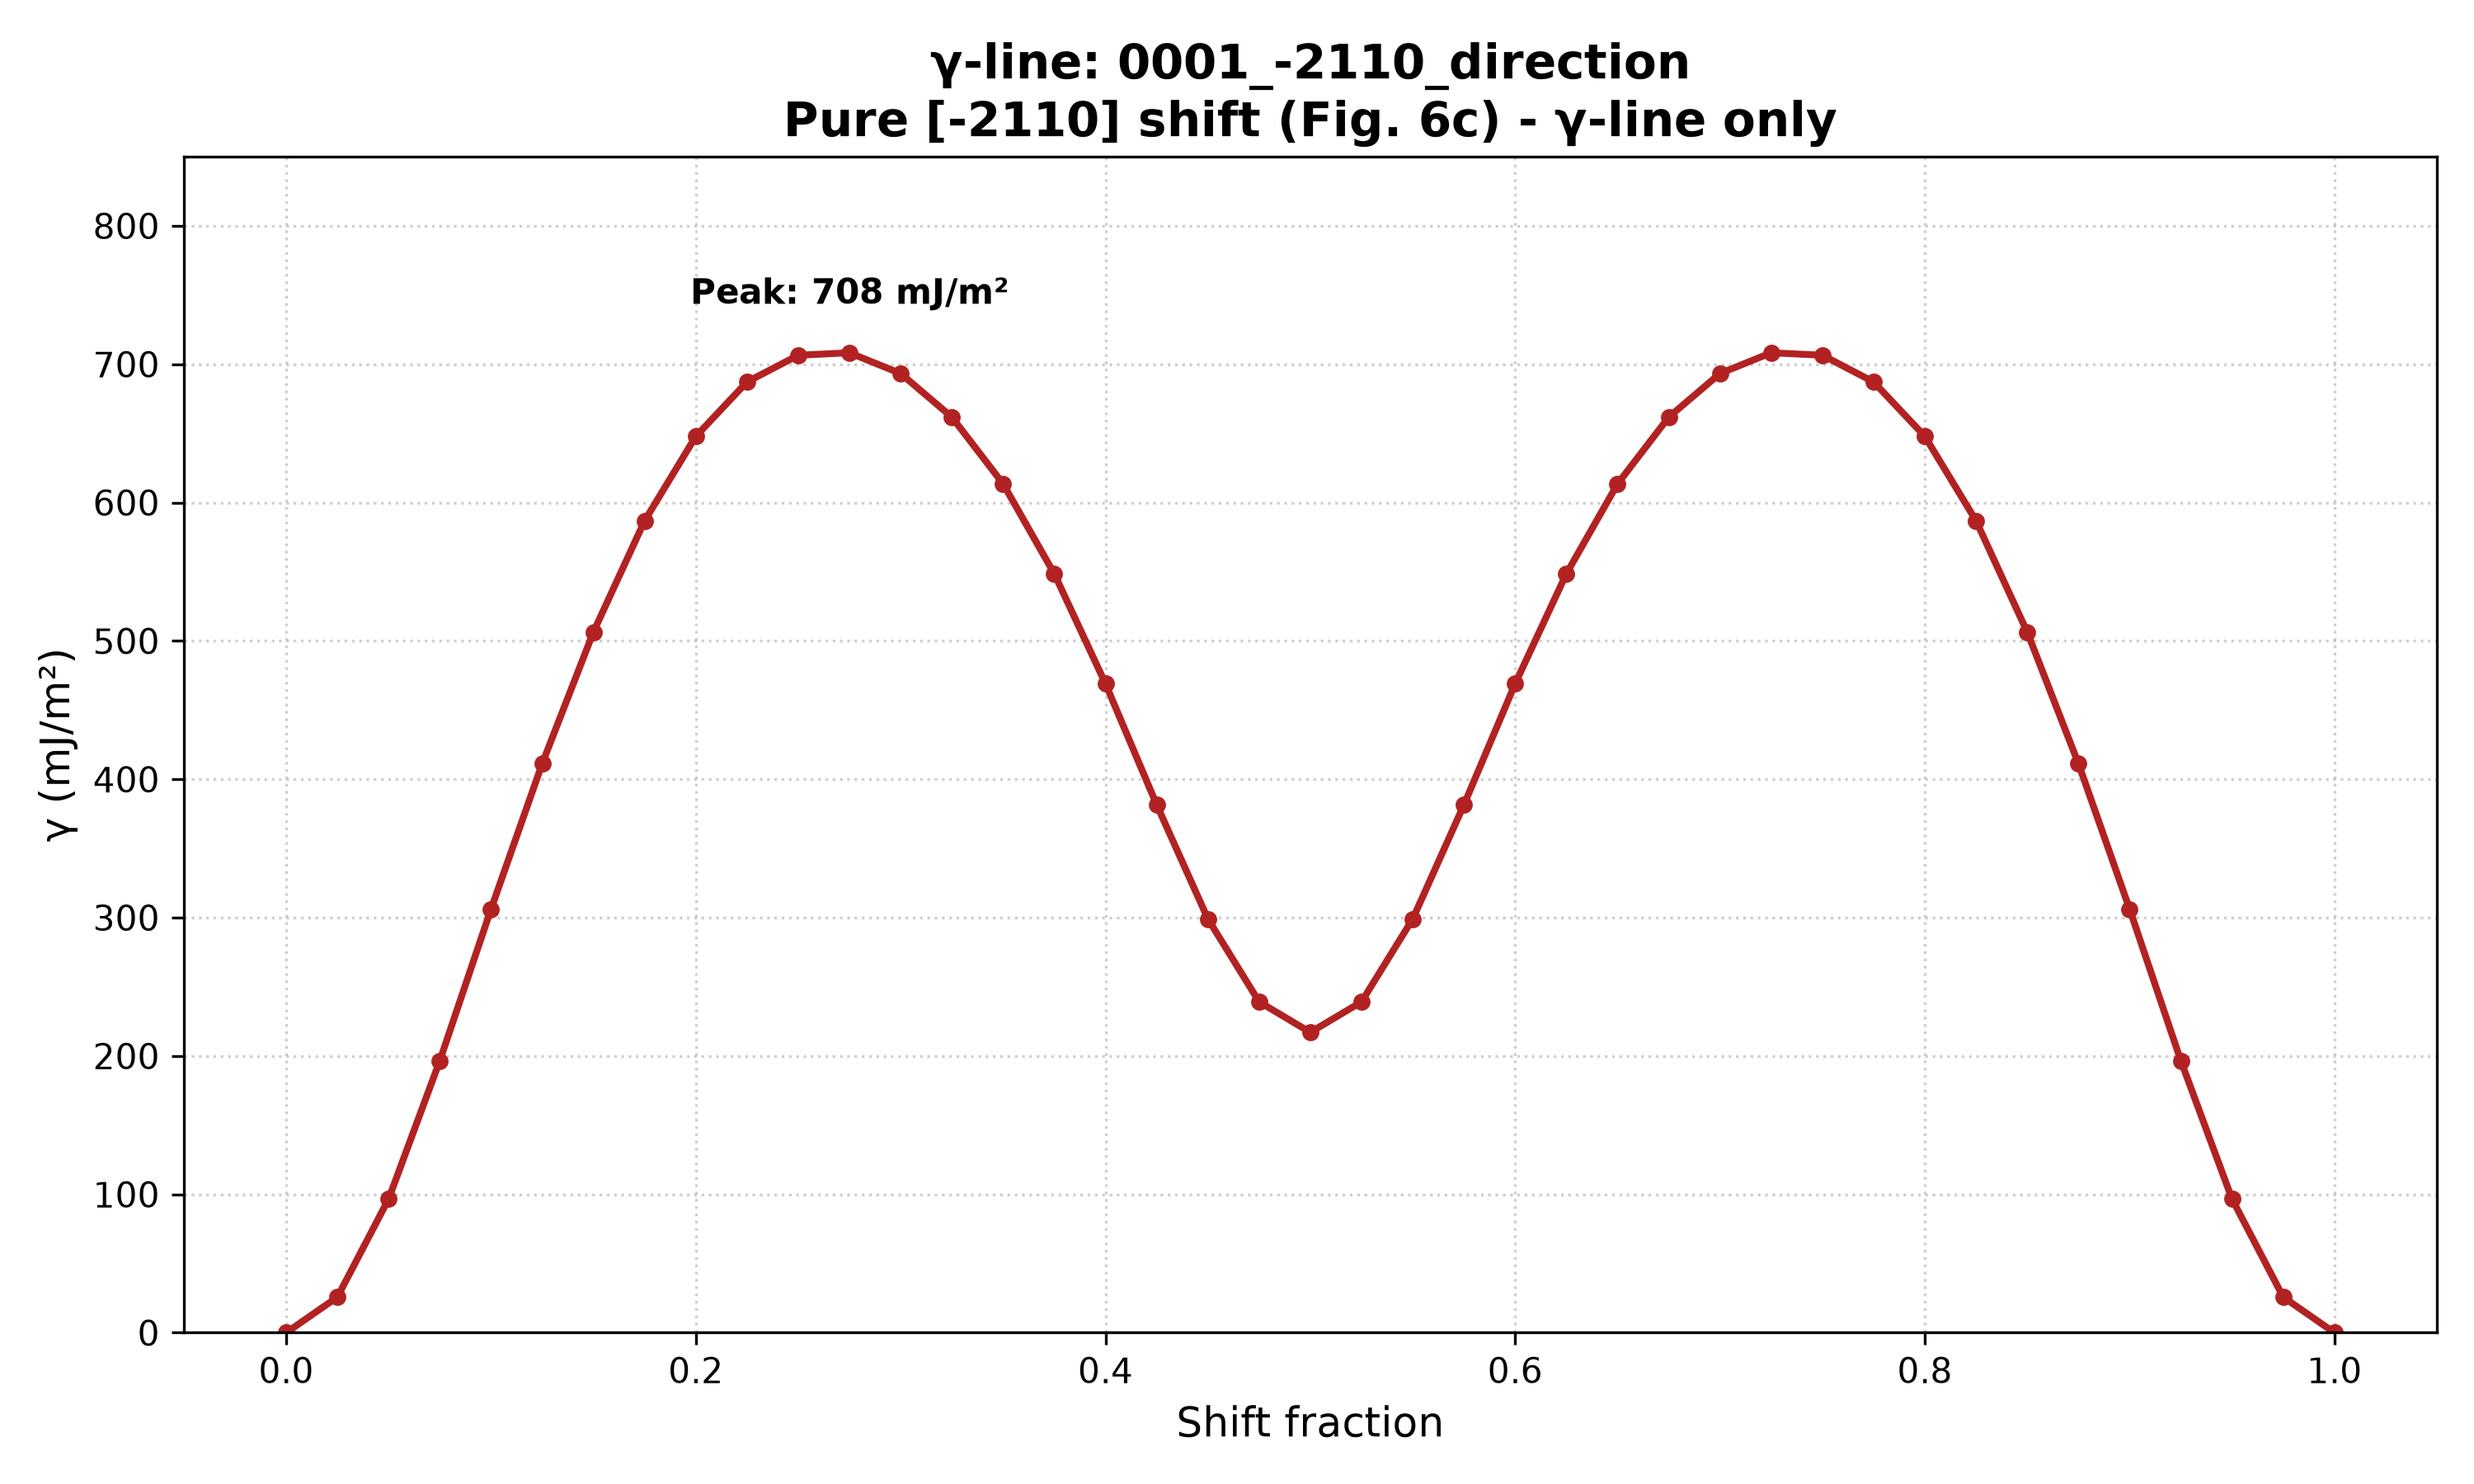 γ-line: 0001_-2110_direction
Pure [-2110] shift (Fig. 6c) - γ-line only
Peak: 708 mJ/m²
γ (mJ/m²)
800
700
600
500
400
300
200
100
0
0.0 0.2 0.4 0.6 0.8 1.0
Shift fraction